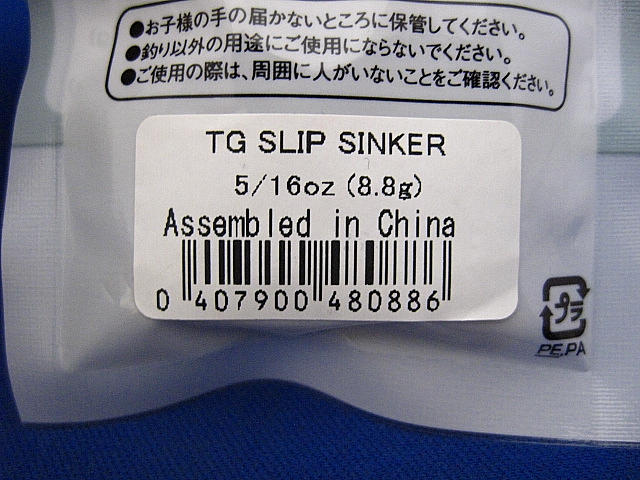 ●お子様の手の届かないところに保管してください。
●釣り以外の用途にご使用にならないでください。
●ご使用の際は、周囲に人がいないことをご確認ください。
TG SLIP SINKER
5/16oz (8.8g)
Assembled in China
0 407900 480886
プラ
PE,PA